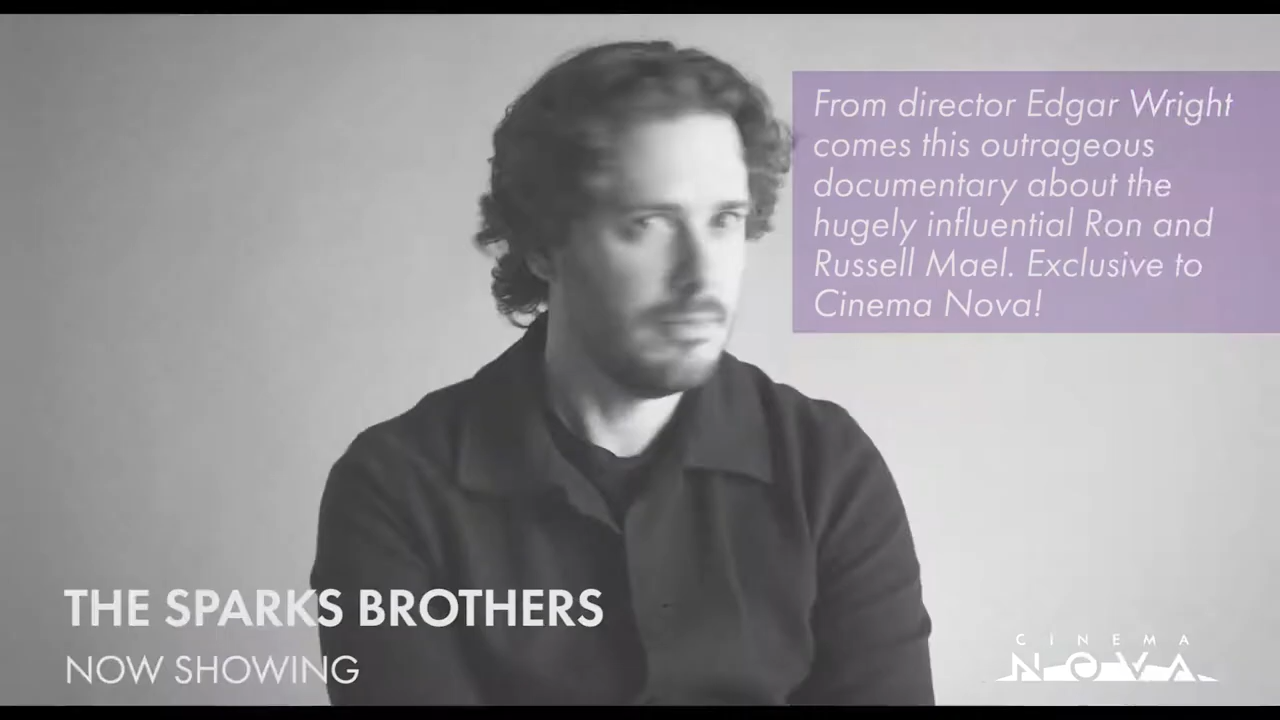 From director Edgar Wright
comes this outrageous
documentary about the
hugely influential Ron and
Russell Mael. Exclusive to
Cinema Nova!
THE SPARKS BROTHERS
NOW SHOWING
CINEMA
NOVA